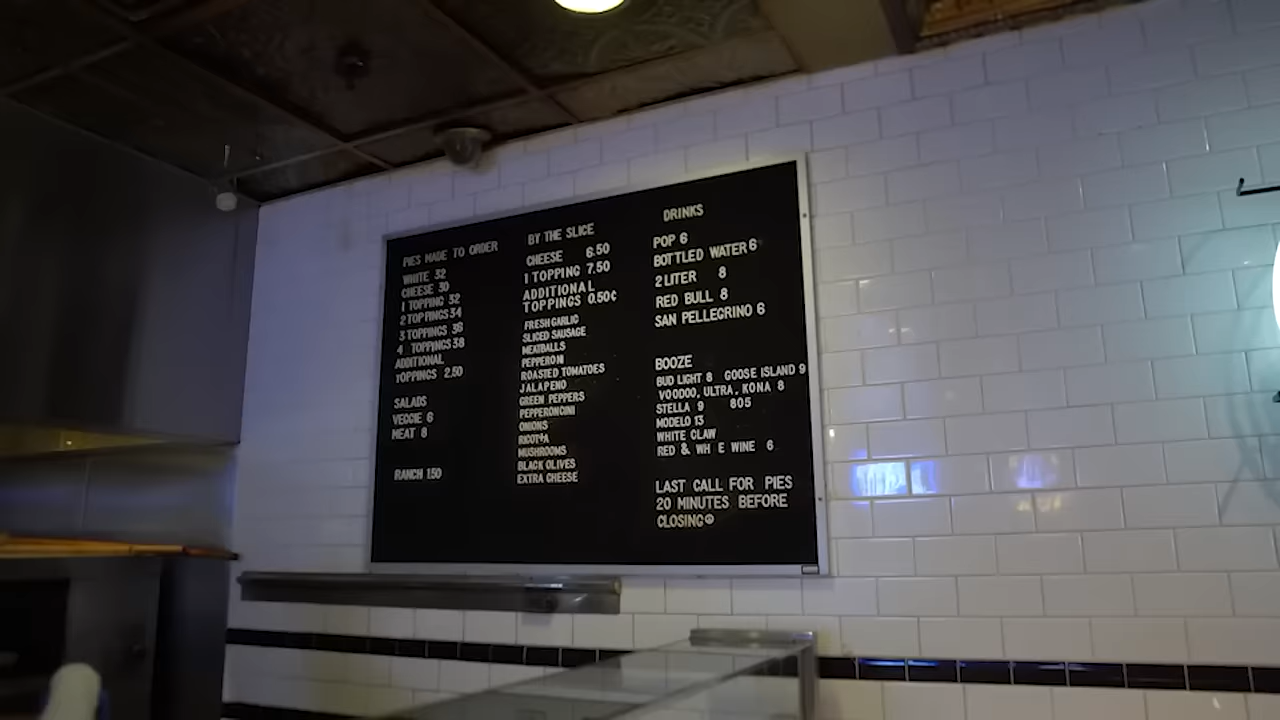 PIES MADE TO ORDER
WHITE 32
CHEESE 30
1 TOPPING 32
2 TOPPINGS 34
3 TOPPINGS 36
4 TOPPINGS 38
ADDITIONAL
TOPPINGS 2.50
SALADS
VEGGIE 6
MEAT 8
RANCH 1.50
BY THE SLICE
CHEESE 6.50
1 TOPPING 7.50
ADDITIONAL
TOPPINGS 0.50¢
FRESH GARLIC
SLICED SAUSAGE
MEATBALLS
PEPPERONI
ROASTED TOMATOES
JALAPENO
GREEN PEPPERS
PEPPERONCINI
ONIONS
RICOTTA
MUSHROOMS
BLACK OLIVES
EXTRA CHEESE
DRINKS
POP 6
BOTTLED WATER 6
2 LITER 8
RED BULL 8
SAN PELLEGRINO 6
BOOZE
BUD LIGHT 8 GOOSE ISLAND 9
VOODOO, ULTRA, KONA 8
STELLA 9 805
MODELO 13
WHITE CLAW
RED & WH E WINE 6
LAST CALL FOR PIES
20 MINUTES BEFORE
CLOSING☮